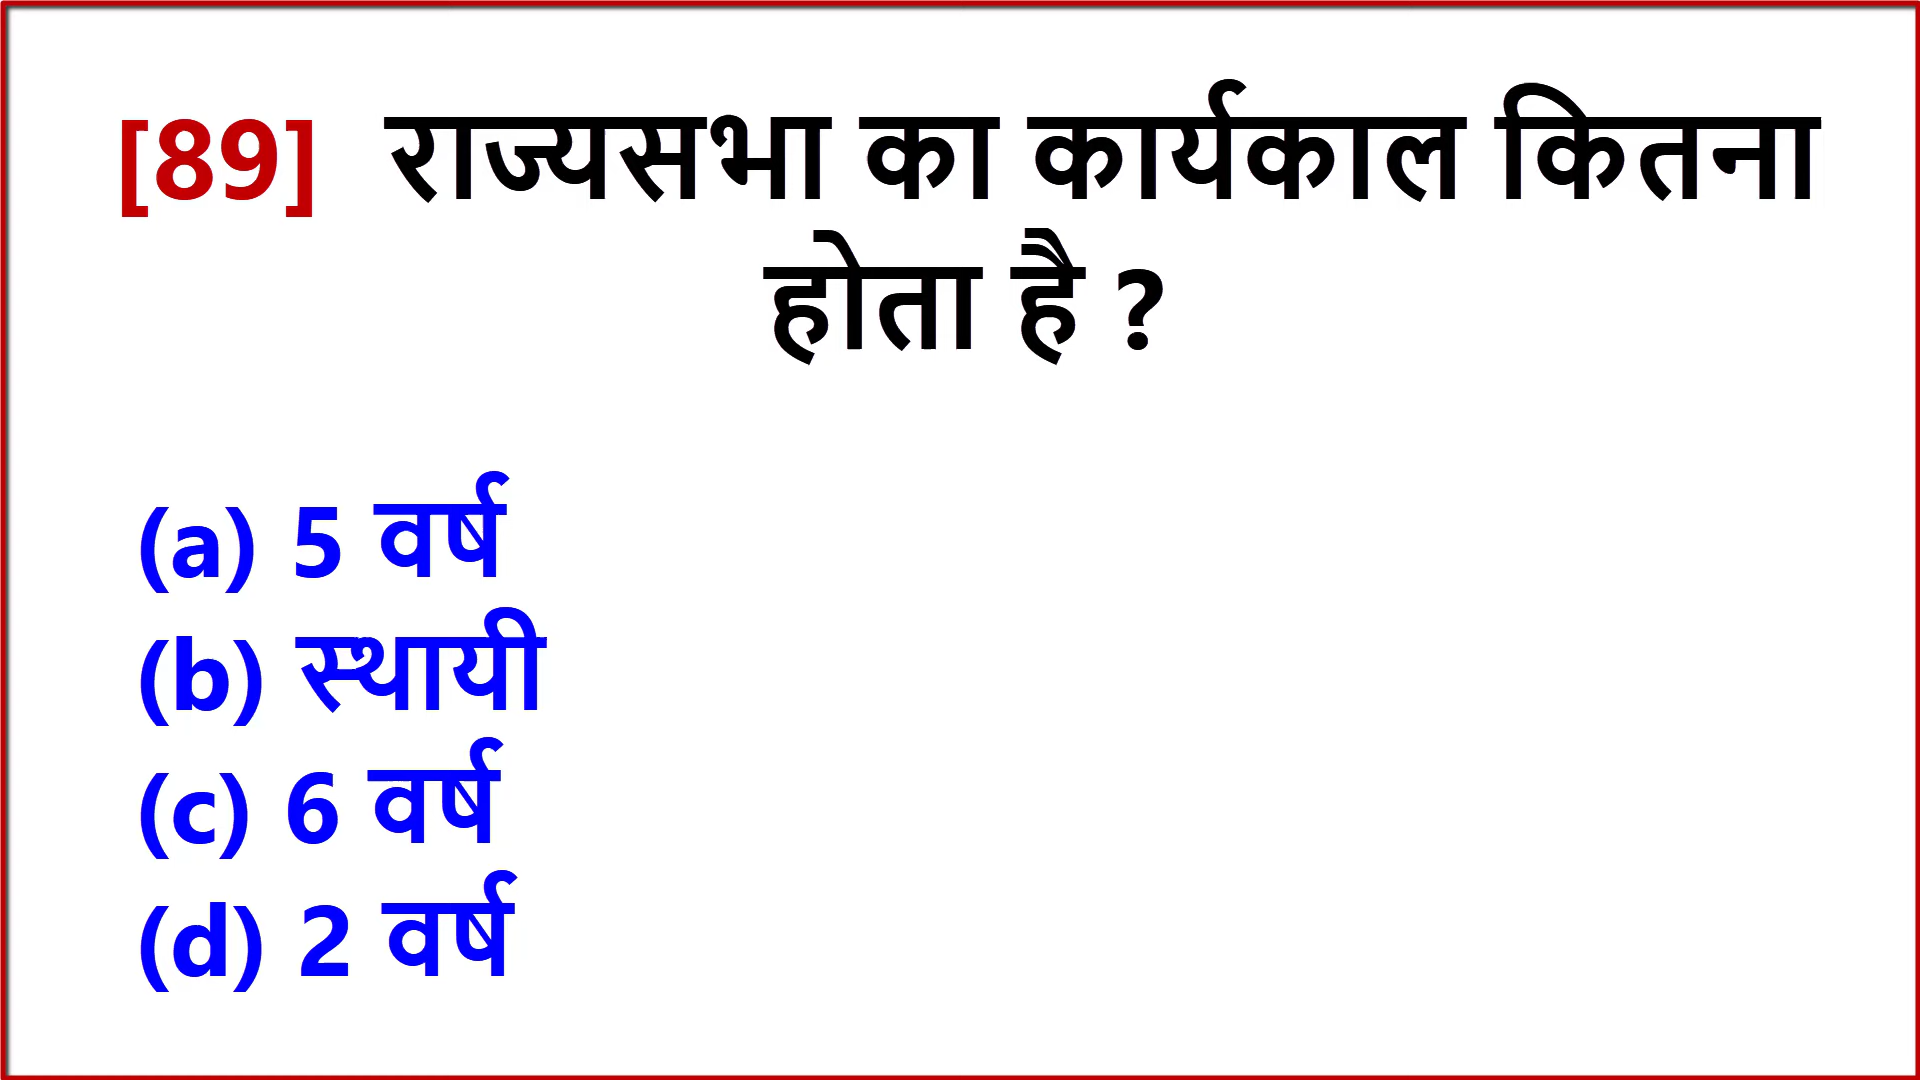 [89] राज्यसभा का कार्यकाल कितना
होता है ?
(a) 5 वर्ष
(b) स्थायी
(c) 6 वर्ष
(d) 2 वर्ष